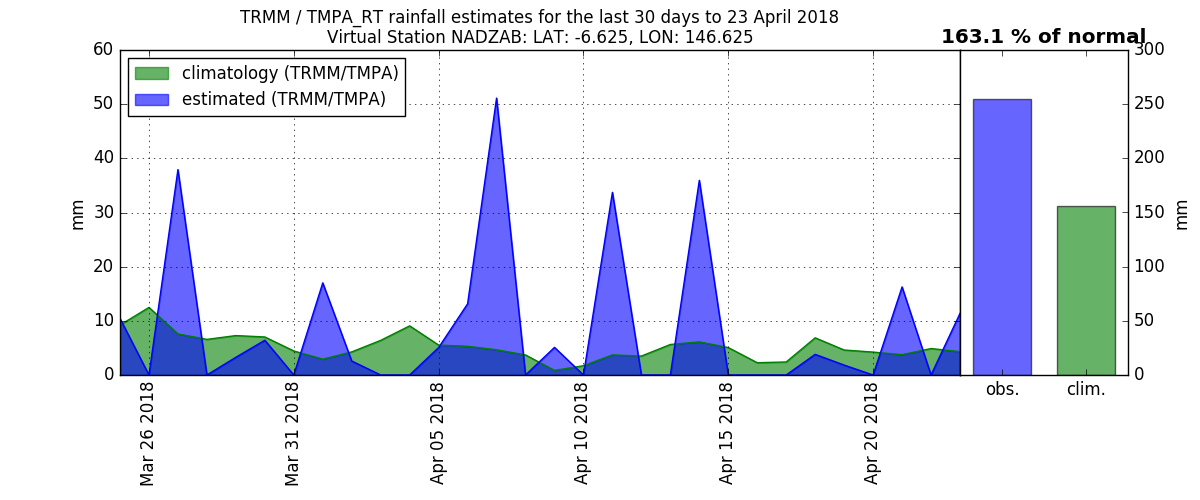 TRMM / TMPA_RT rainfall estimates for the last 30 days to 23 April 2018
Virtual Station NADZAB: LAT: -6.625, LON: 146.625
163.1 % of normal
climatology (TRMM/TMPA)
estimated (TRMM/TMPA)
60
50
40
30
20
10
0
mm
Mar 26 2018
Mar 31 2018
Apr 05 2018
Apr 10 2018
Apr 15 2018
Apr 20 2018
300
250
200
150
100
50
0
mm
obs.
clim.